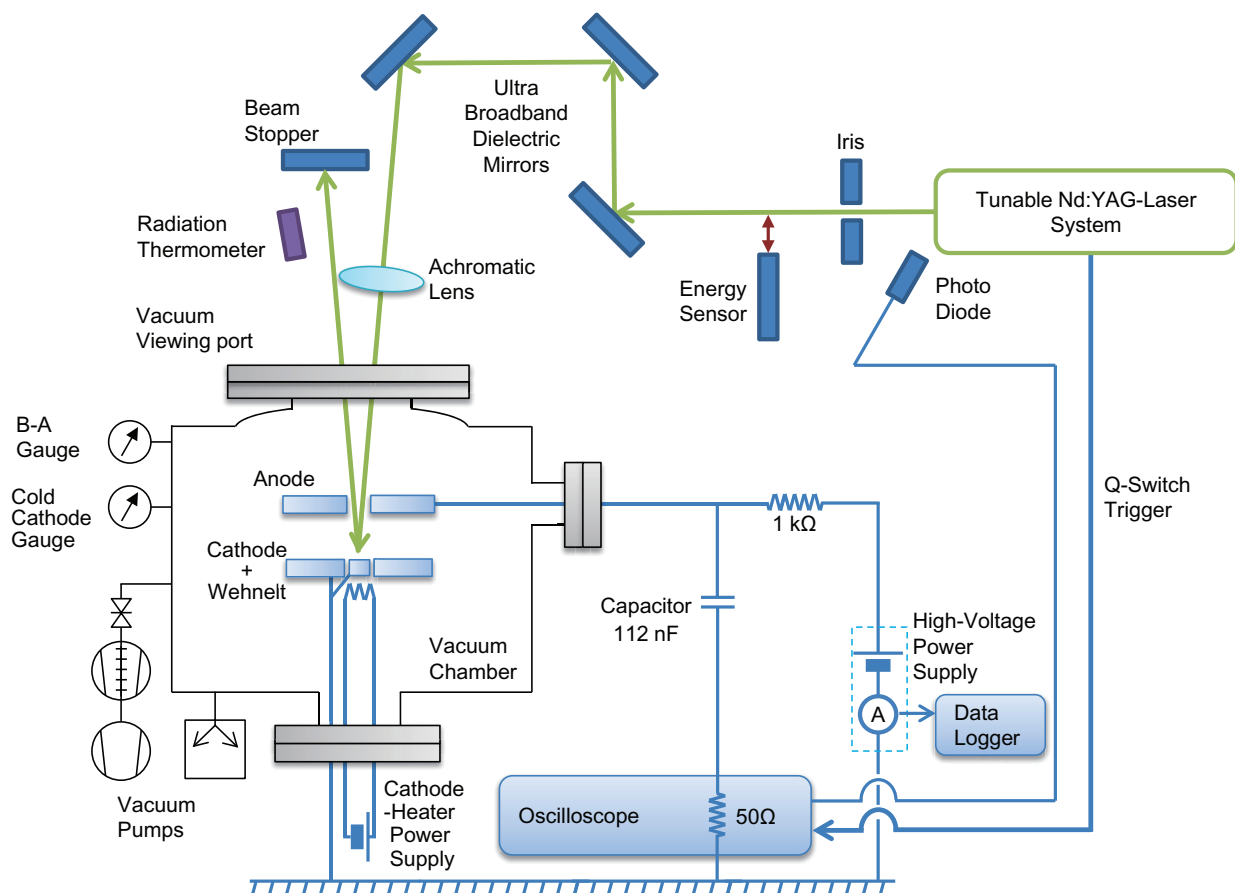 Beam
Stopper
Ultra
Broadband
Dielectric
Mirrors
Iris
Tunable Nd:YAG-Laser
System
Radiation
Thermometer
Achromatic
Lens
Energy
Sensor
Photo
Diode
Vacuum
Viewing port
B-A
Gauge
Cold
Cathode
Gauge
Anode
Cathode
+
Wehnelt
1 kΩ
Q-Switch
Trigger
Capacitor
112 nF
High-Voltage
Power
Supply
Vacuum
Chamber
A
Data
Logger
Vacuum
Pumps
Cathode
-Heater
Power
Supply
Oscilloscope
50Ω